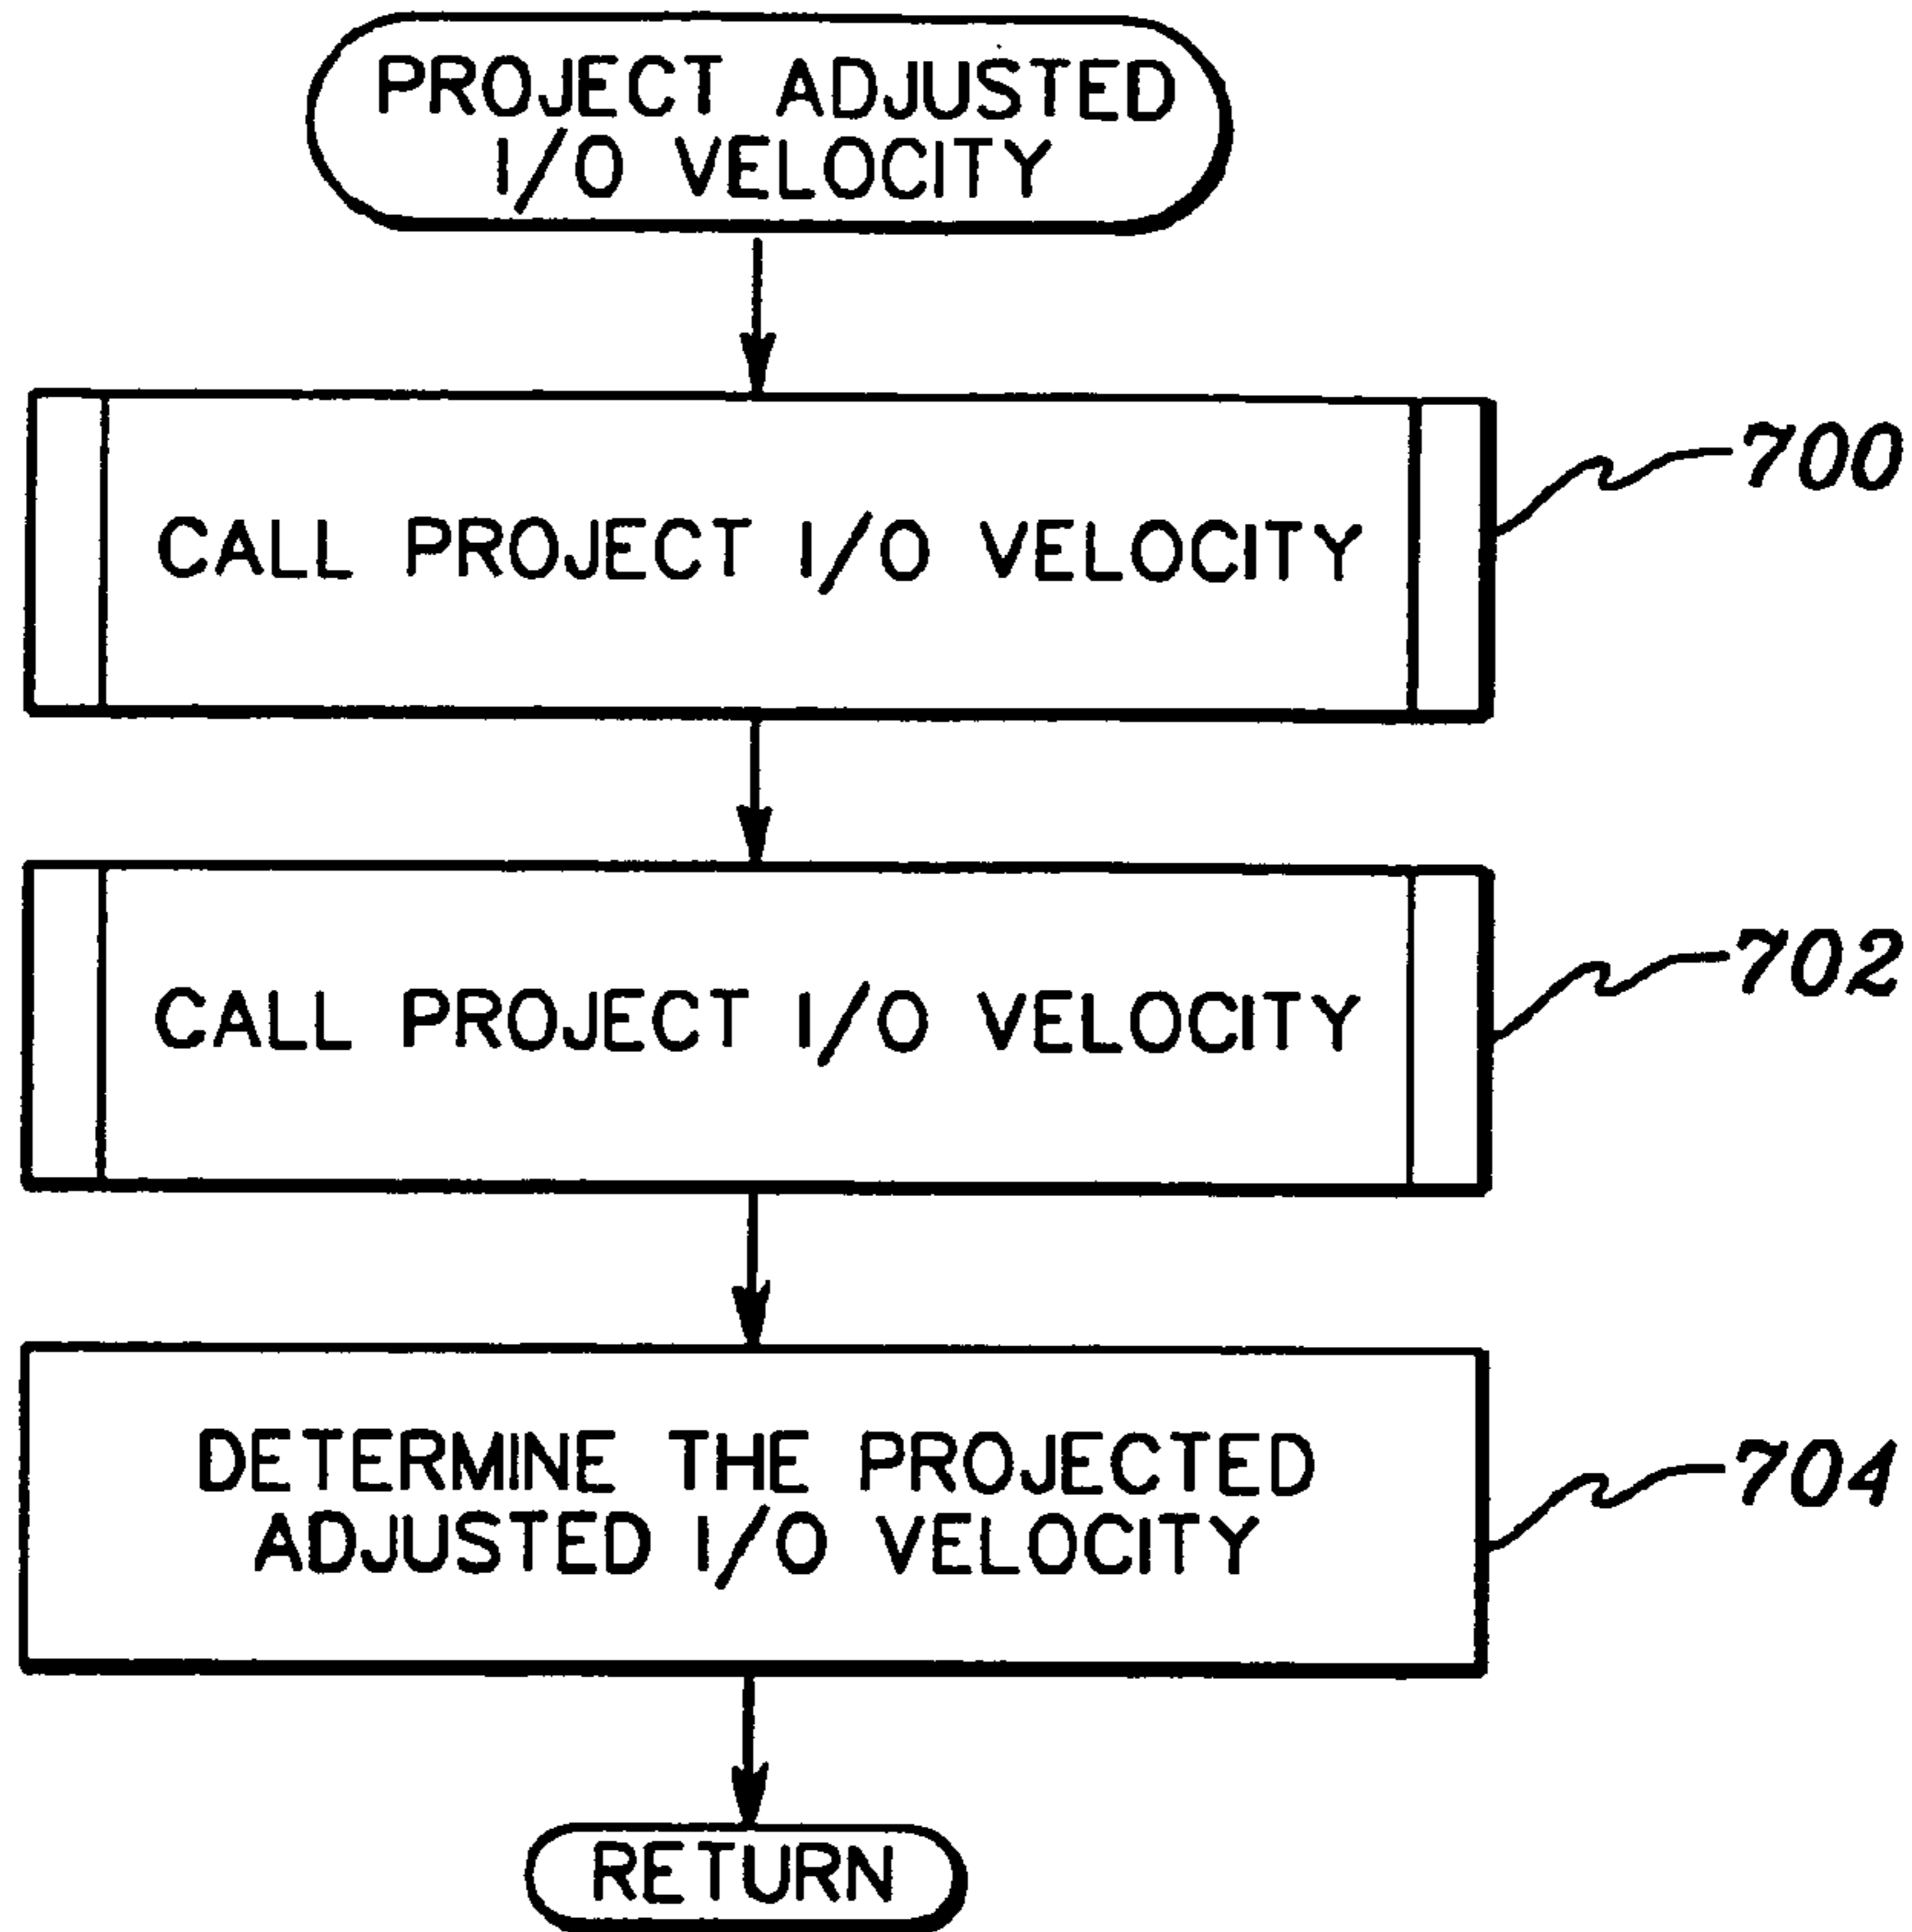 PROJECT ADJUSTED
I/O VELOCITY
CALL PROJECT I/O VELOCITY
700
CALL PROJECT I/O VELOCITY
702
DETERMINE THE PROJECTED
ADJUSTED I/O VELOCITY
704
RETURN